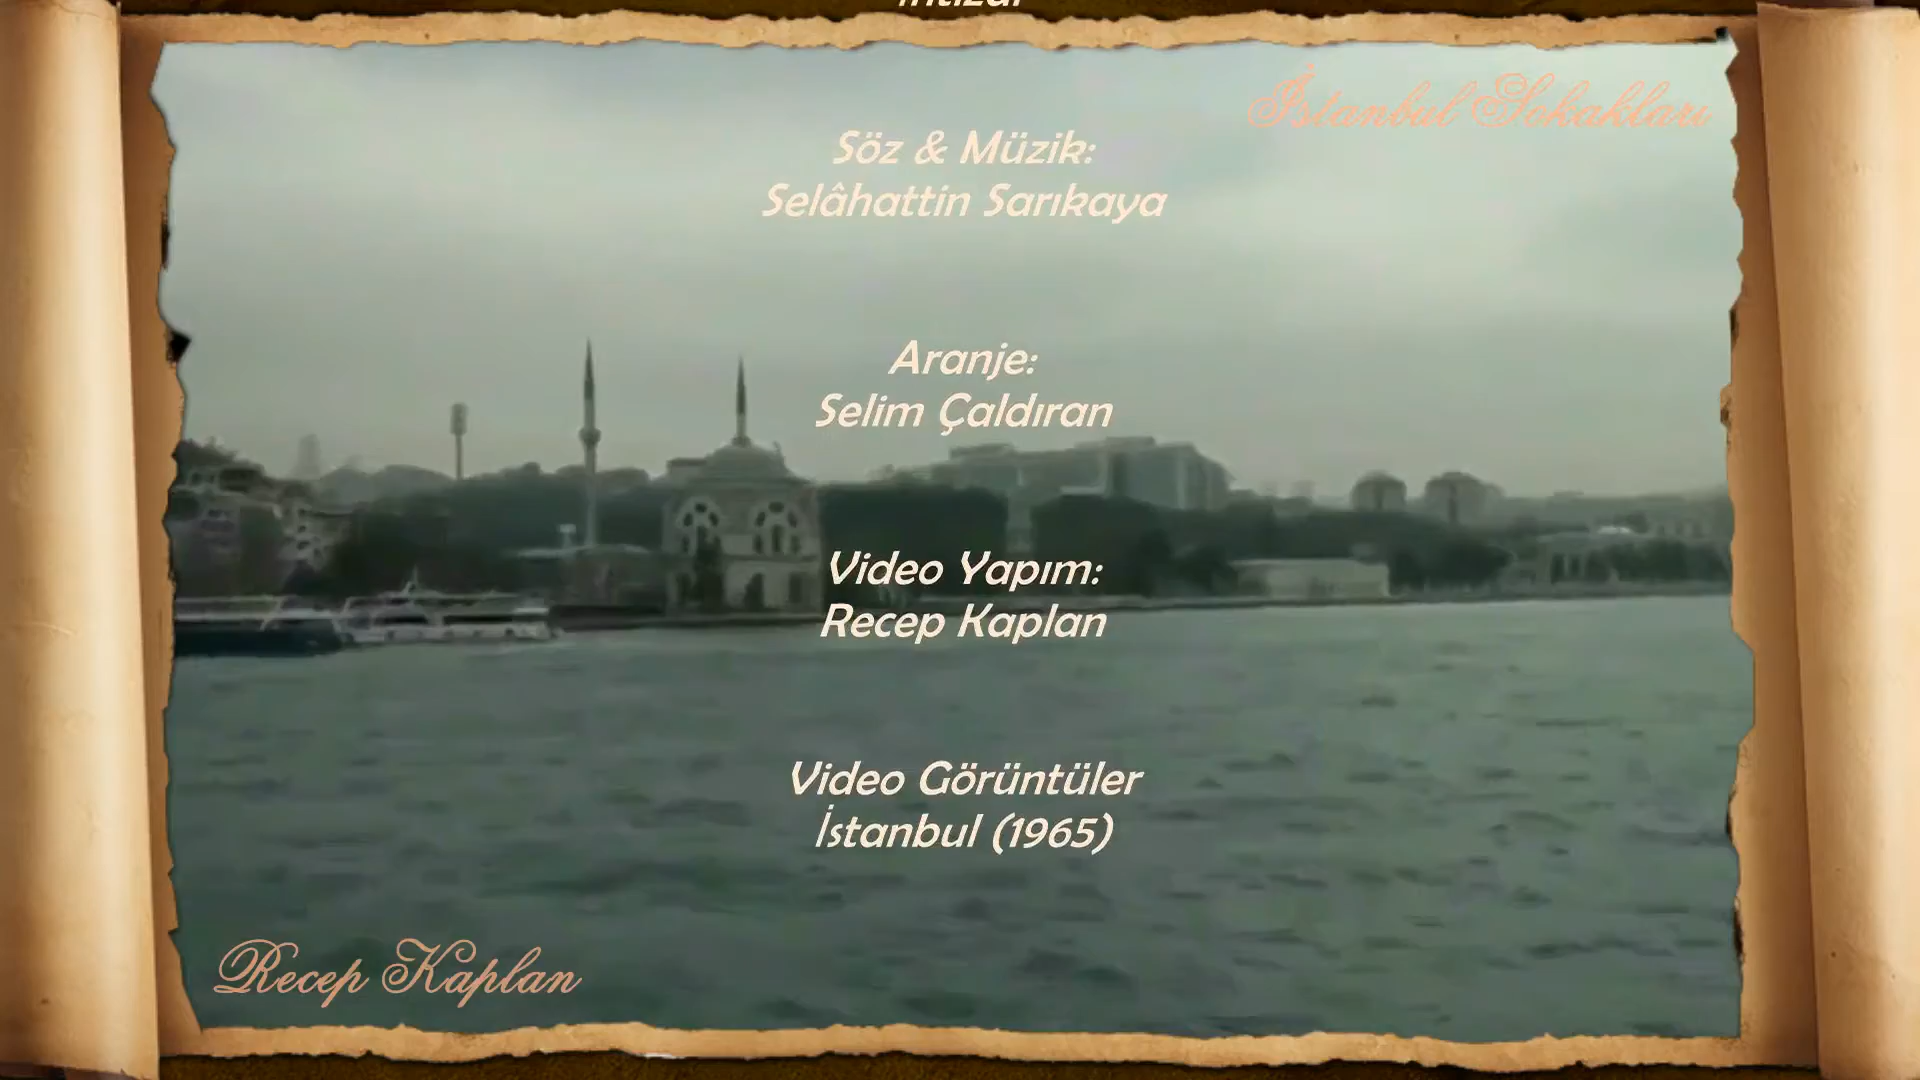 İstanbul Sokakları
Söz & Müzik:
Selâhattin Sarıkaya
Aranje:
Selim Çaldıran
Video Yapım:
Recep Kaplan
Video Görüntüler
İstanbul (1965)
Recep Kaplan